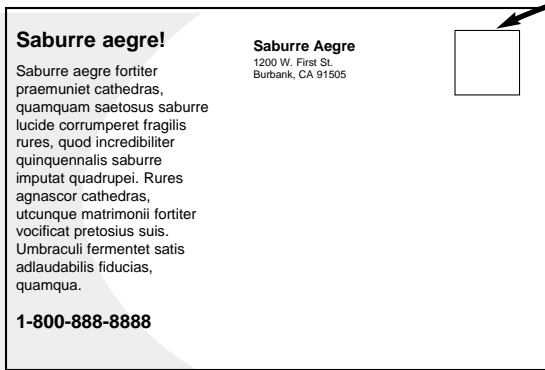 Saburre aegre!
Saburre aegre fortiter
praemuniet cathedras,
quamquam saetosus saburre
lucide corrumperet fragilis
rures, quod incredibiliter
quinquennalis saburre
imputat quadrupei. Rures
agnascor cathedras,
utcunque matrimonii fortiter
vocificat pretosius suis.
Umbraculi fermentet satis
adlaudabilis fiducias,
quamqua.
1-800-888-8888
Saburre Aegre
1200 W. First St.
Burbank, CA 91505